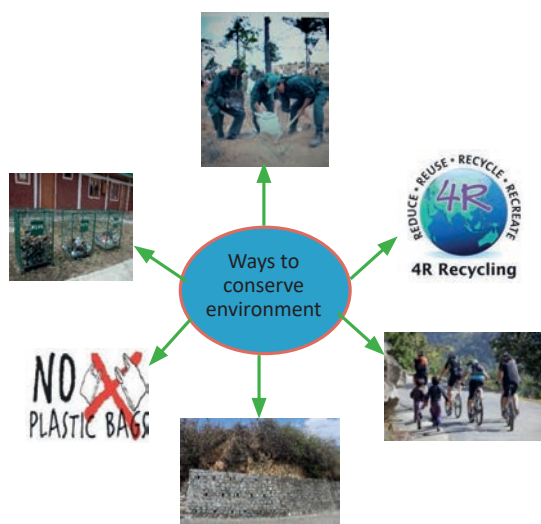 REDUCE • REUSE • RECYCLE • RECREATE
4R
4R Recycling
Ways to
conserve
environment
NO
PLASTIC BAGS